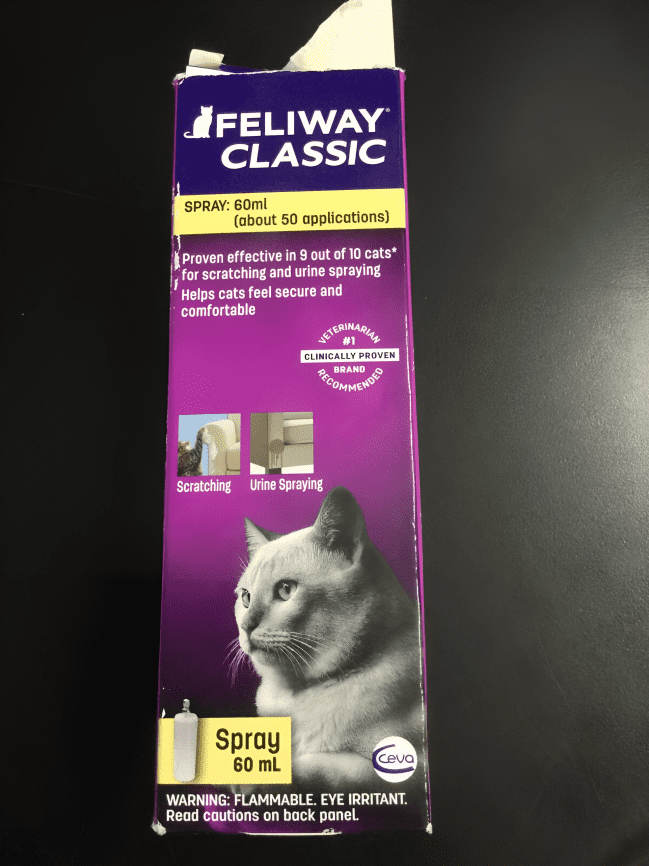 FELIWAY®
CLASSIC
SPRAY: 60ml
(about 50 applications)
Proven effective in 9 out of 10 cats*
for scratching and urine spraying
Helps cats feel secure and
comfortable
VETERINARIAN
#1
CLINICALLY PROVEN
BRAND
RECOMMENDED
Scratching Urine Spraying
Spray
60 mL
Ceva
WARNING: FLAMMABLE. EYE IRRITANT.
Read cautions on back panel.